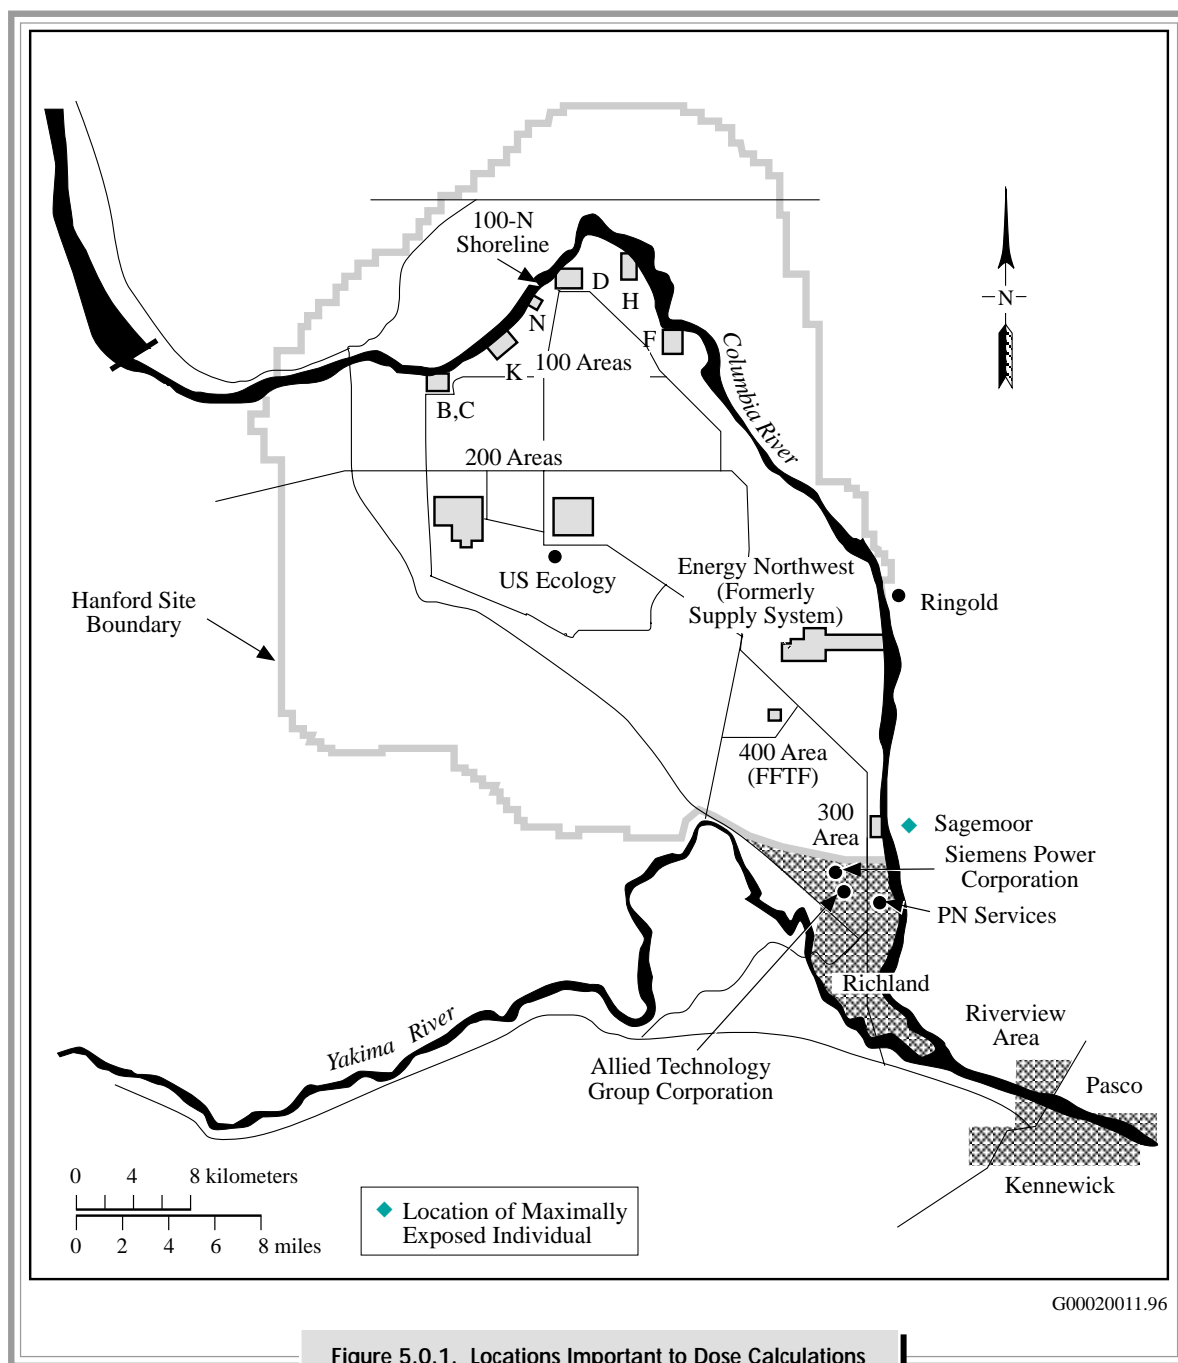 100-N
Shoreline
D
H
N
F
K
100 Areas
B,C
Columbia River
N
200 Areas
US Ecology
Energy Northwest
(Formerly
Supply System)
Ringold
Hanford Site
Boundary
400 Area
(FFTF)
300
Area
Sagemoor
Siemens Power
Corporation
PN Services
Richland
Riverview
Area
Yakima River
Allied Technology
Group Corporation
Pasco
Kennewick
0 4 8 kilometers
0 2 4 6 8 miles
Location of Maximally
Exposed Individual
G00020011.96
Figure 5.0.1. Locations Important to Dose Calculations